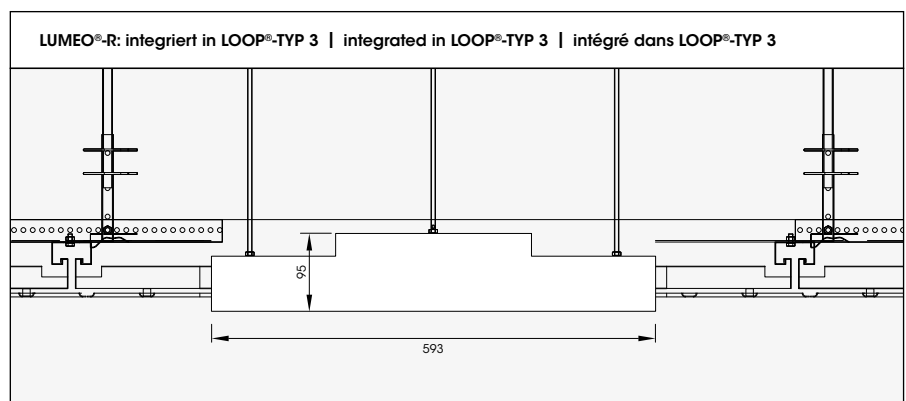 LUMEO®-R: integriert in LOOP®-TYP 3 | integrated in LOOP®-TYP 3 | intégré dans LOOP®-TYP 3
95
593